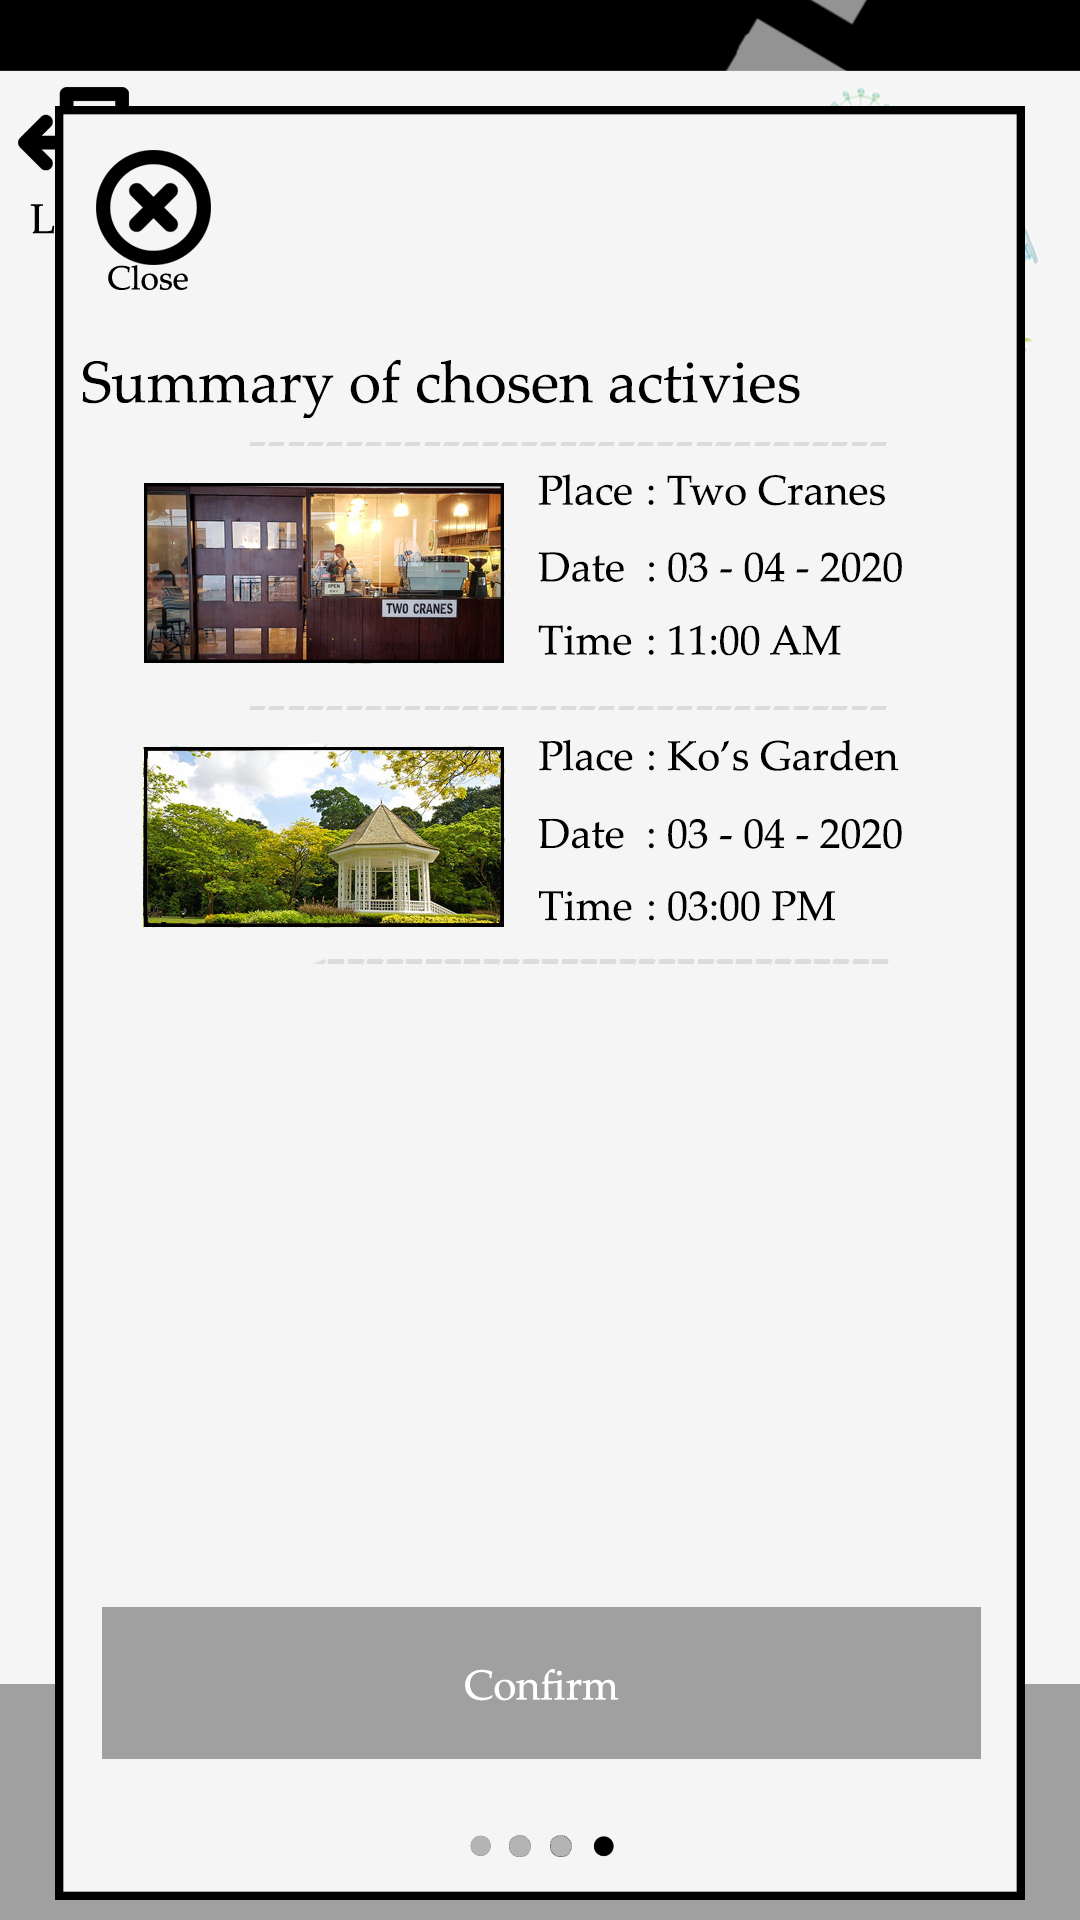 L
Close
Summary of chosen activies
Place : Two Cranes
Date : 03 - 04 - 2020
Time : 11:00 AM
OPEN
TWO CRANES
Place : Ko’s Garden
Date : 03 - 04 - 2020
Time : 03:00 PM
Confirm